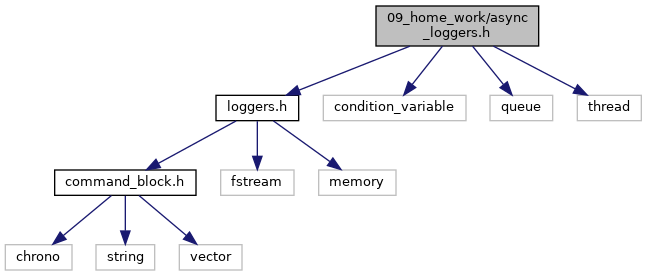 09_home_work/async
_loggers.h
loggers.h
condition_variable
queue
thread
command_block.h
fstream
memory
chrono
string
vector